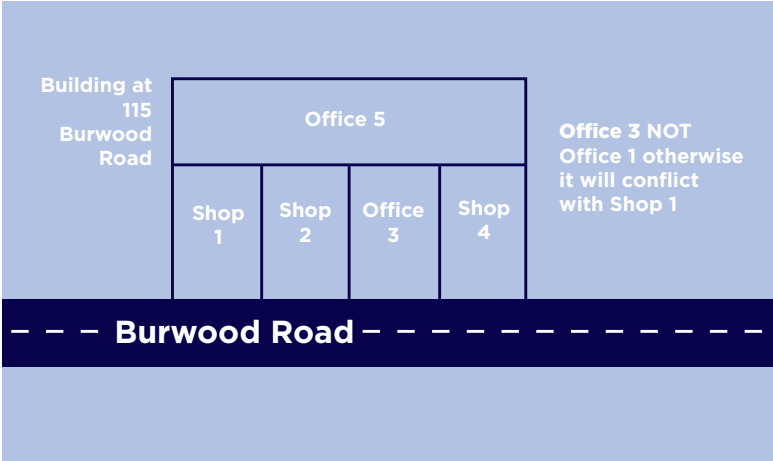 Building at
115
Burwood
Road
Office 5
Office 3 NOT
Office 1 otherwise
it will conflict
with Shop 1
Shop
1
Shop
2
Office
3
Shop
4
Burwood Road